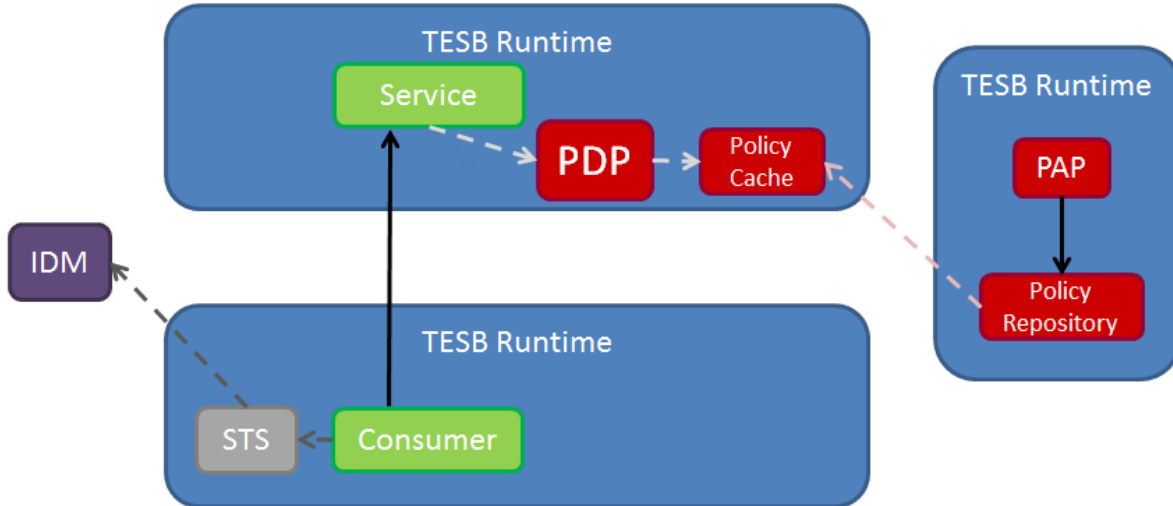 TESB Runtime
Service
PDP
Policy
Cache
TESB Runtime
PAP
Policy
Repository
IDM
TESB Runtime
STS
Consumer